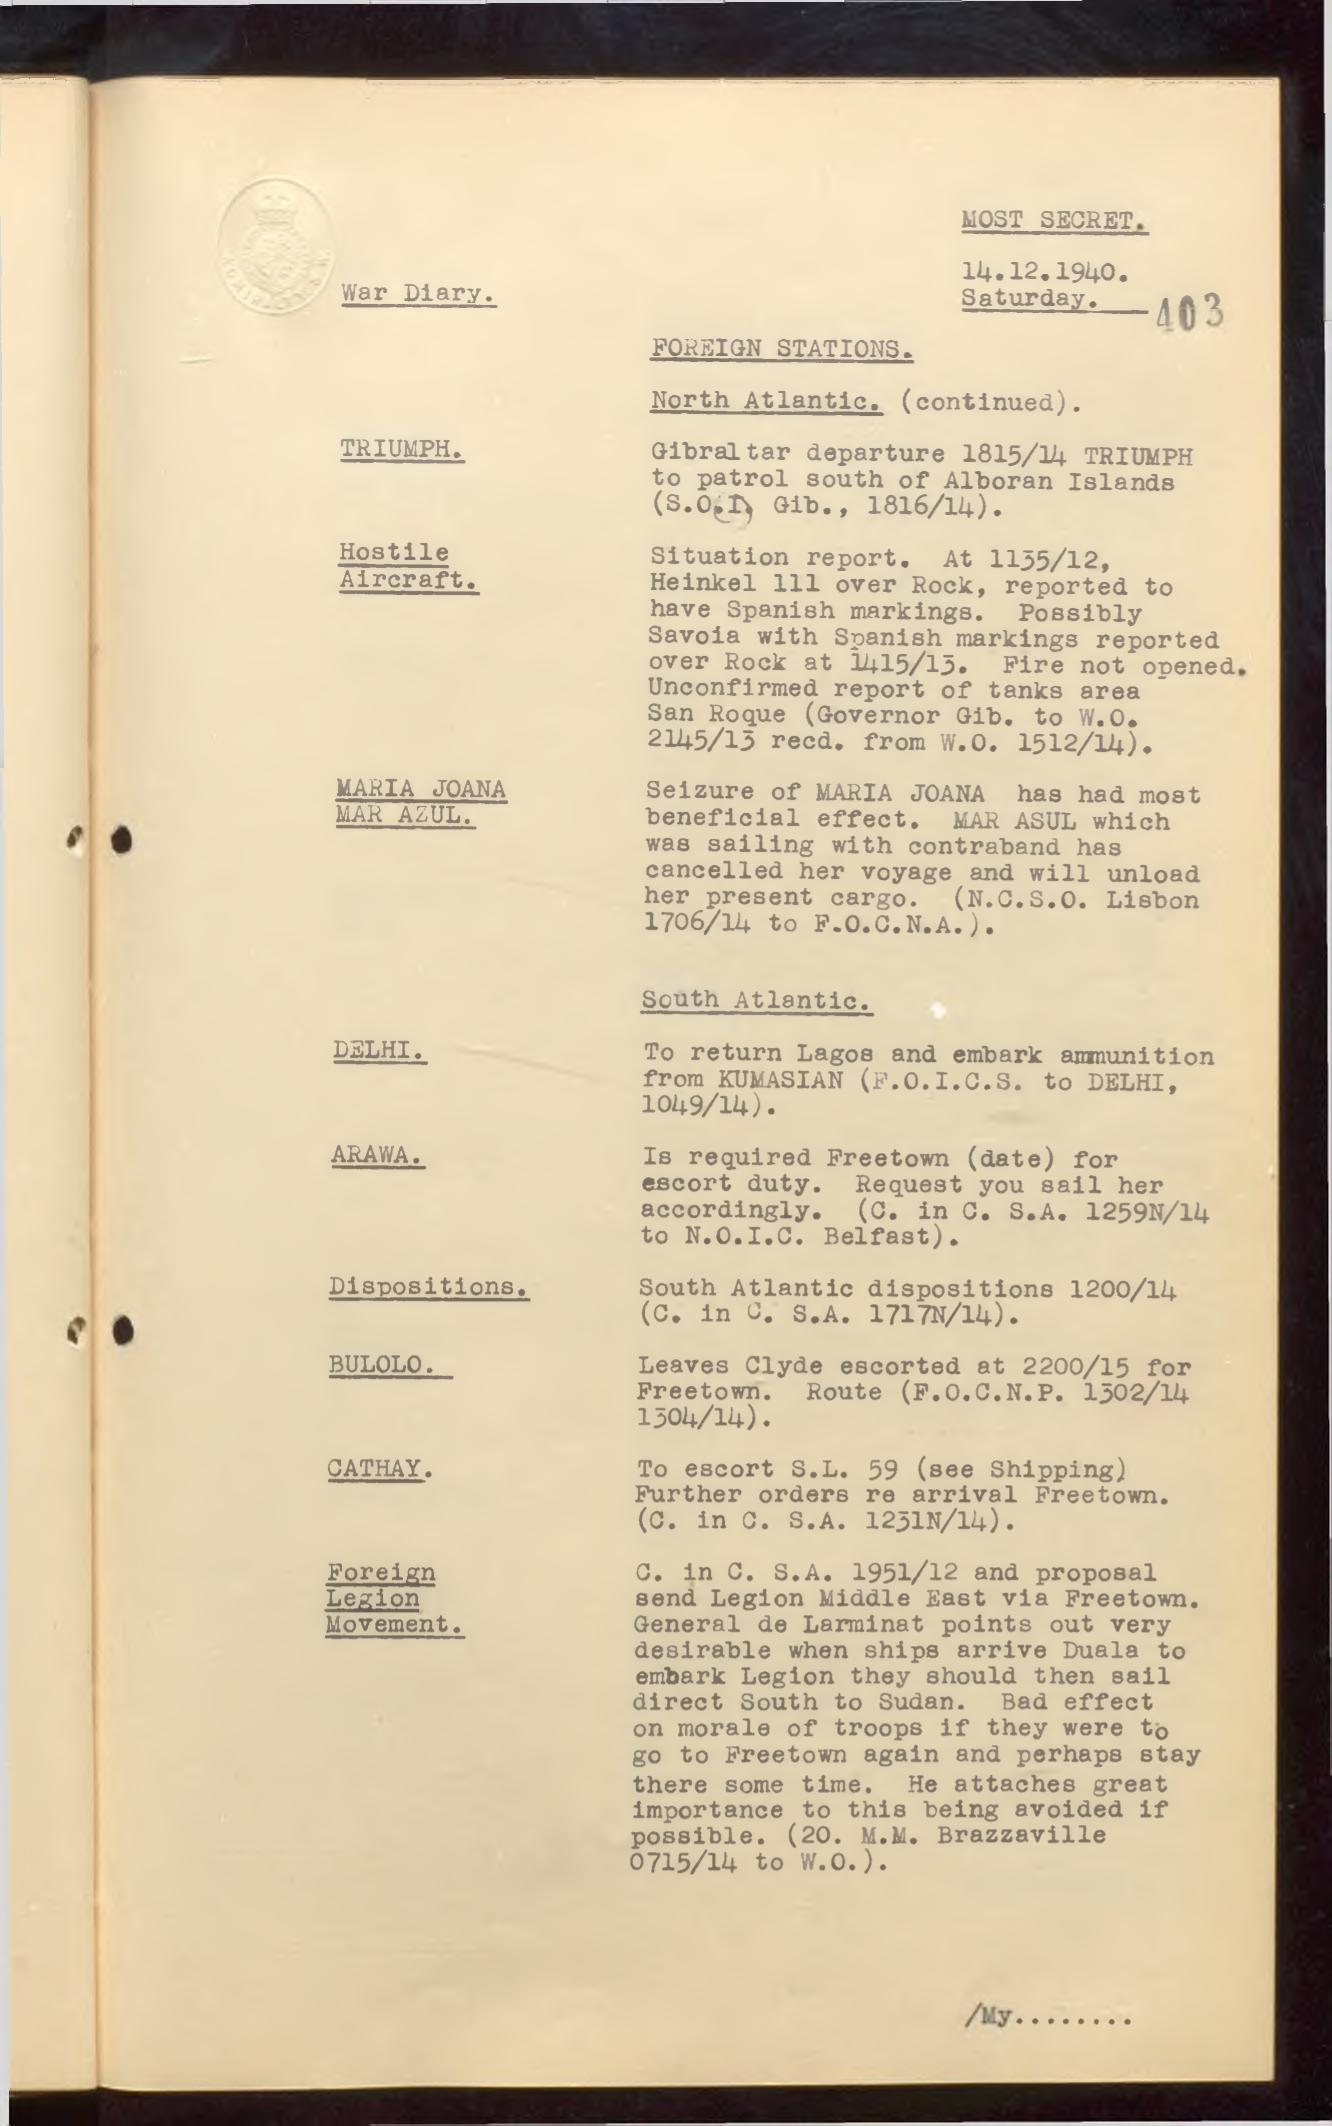 MOST SECRET.
14.12.1940.
War Diary.
Saturday. 403
FOREIGN STATIONS.
North Atlantic. (continued).
TRIUMPH. Gibraltar departure 1815/14 TRIUMPH
to patrol south of Alboran Islands
(S.O.I, Gib., 1816/14).
Hostile Situation report. At 1135/12,
Aircraft. Heinkel 111 over Rock, reported to
have Spanish markings. Possibly
Savoia with Spanish markings reported
over Rock at 1415/13. Fire not opened.
Unconfirmed report of tanks area
San Roque (Governor Gib. to W.O.
2145/13 recd. from W.O. 1512/14).
MARIA JOANA Seizure of MARIA JOANA has had most
MAR AZUL. beneficial effect. MAR ASUL which
was sailing with contraband has
cancelled her voyage and will unload
her present cargo. (N.C.S.O. Lisbon
1706/14 to F.O.C.N.A.).
South Atlantic.
DELHI. To return Lagos and embark ammunition
from KUMASIAN (F.O.I.C.S. to DELHI,
1049/14).
ARAWA. Is required Freetown (date) for
escort duty. Request you sail her
accordingly. (C. in C. S.A. 1259N/14
to N.O.I.C. Belfast).
Dispositions. South Atlantic dispositions 1200/14
(C. in C. S.A. 1717N/14).
BULOLO. Leaves Clyde escorted at 2200/15 for
Freetown. Route (F.O.C.N.P. 1302/14
1304/14).
CATHAY. To escort S.L. 59 (see Shipping)
Further orders re arrival Freetown.
(C. in C. S.A. 1231N/14).
Foreign C. in C. S.A. 1951/12 and proposal
Legion send Legion Middle East via Freetown.
Movement. General de Larminat points out very
desirable when ships arrive Duala to
embark Legion they should then sail
direct South to Sudan. Bad effect
on morale of troops if they were to
go to Freetown again and perhaps stay
there some time. He attaches great
importance to this being avoided if
possible. (20. M.M. Brazzaville
0715/14 to W.O.).
/My........